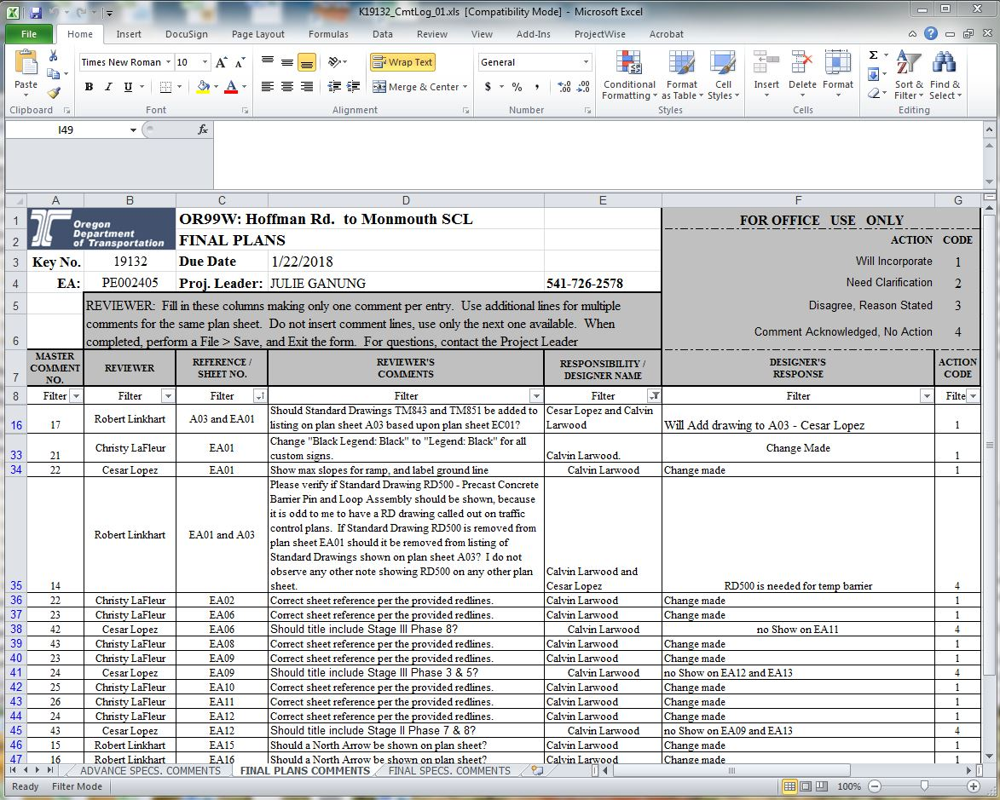 K19132_CmtLog_01.xls [Compatibility Mode] - Microsoft Excel
File Home Insert DocuSign Page Layout Formulas Data Review View Add-Ins ProjectWise Acrobat
Paste
Times New Roman 10 A A
B I U A
Wrap Text
Merge & Center
General
$ % , .00 .0
Conditional Formatting Format as Table Cell Styles
Insert Delete Format
Σ Sort & Filter Find & Select
Clipboard Font Alignment Number Styles Cells Editing
I49 fx
A B C D E F G
1 Oregon Department of Transportation OR99W: Hoffman Rd. to Monmouth SCL FOR OFFICE USE ONLY
2 FINAL PLANS ACTION CODE
3 Key No. 19132 Due Date 1/22/2018 Will Incorporate 1
4 EA: PE002405 Proj. Leader: JULIE GANUNG 541-726-2578 Need Clarification 2
5 REVIEWER: Fill in these columns making only one comment per entry. Use additional lines for multiple Disagree, Reason Stated 3
comments for the same plan sheet. Do not insert comment lines, use only the next one available. When
6 completed, perform a File > Save, and Exit the form. For questions, contact the Project Leader Comment Acknowledged, No Action 4
7 MASTER COMMENT NO. REVIEWER REFERENCE / SHEET NO. REVIEWER'S COMMENTS RESPONSIBILITY / DESIGNER NAME DESIGNER'S RESPONSE ACTION CODE
8 Filter Filter Filter Filter Filter Filter Filte
16 17 Robert Linkhart A03 and EA01 Should Standard Drawings TM843 and TM851 be added to listing on plan sheet A03 based upon plan sheet EC01? Cesar Lopez and Calvin Larwood Will Add drawing to A03 - Cesar Lopez 1
33 21 Christy LaFleur EA01 Change "Black Legend: Black" to "Legend: Black" for all custom signs. Calvin Larwood. Change Made 1
34 22 Cesar Lopez EA01 Show max slopes for ramp, and label ground line Calvin Larwood Change made 1
35 14 Robert Linkhart EA01 and A03 Please verify if Standard Drawing RD500 - Precast Concrete
Barrier Pin and Loop Assembly should be shown, because
it is odd to me to have a RD drawing called out on traffic
control plans. If Standard Drawing RD500 is removed from
plan sheet EA01 should it be removed from listing of
Standard Drawings shown on plan sheet A03? I do not
observe any other note showing RD500 on any other plan
sheet. Calvin Larwood and Cesar Lopez RD500 is needed for temp barrier 4
36 22 Christy LaFleur EA02 Correct sheet reference per the provided redlines. Calvin Larwood Change made 1
37 23 Christy LaFleur EA06 Correct sheet reference per the provided redlines. Calvin Larwood Change made 1
38 42 Cesar Lopez EA06 Should title include Stage III Phase 8? Calvin Larwood no Show on EA11 4
39 43 Christy LaFleur EA08 Correct sheet reference per the provided redlines. Calvin Larwood Change made 1
40 23 Christy LaFleur EA09 Correct sheet reference per the provided redlines. Calvin Larwood Change made 1
41 24 Cesar Lopez EA09 Should title include Stage III Phase 3 & 5? Calvin Larwood no Show on EA12 and EA13 4
42 25 Christy LaFleur EA10 Correct sheet reference per the provided redlines. Calvin Larwood Change made 1
43 26 Christy LaFleur EA11 Correct sheet reference per the provided redlines. Calvin Larwood Change made 1
44 24 Christy LaFleur EA12 Correct sheet reference per the provided redlines. Calvin Larwood Change made 1
45 43 Cesar Lopez EA12 Should title include Stage II Phase 7 & 8? Calvin Larwood no Show on EA09 and EA13 4
46 15 Robert Linkhart EA15 Should a North Arrow be shown on plan sheet? Calvin Larwood Change made 1
47 16 Robert Linkhart EA16 Should a North Arrow be shown on plan sheet? Calvin Larwood Change made 1
ADVANCE SPECS. COMMENTS FINAL PLANS COMMENTS FINAL SPECS. COMMENTS
Ready Filter Mode 100%